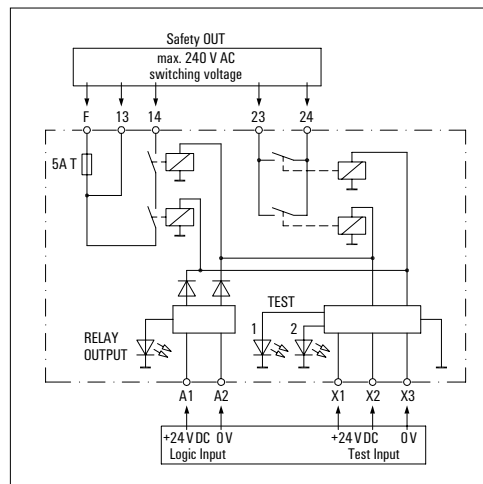 Safety OUT
max. 240 V AC
switching voltage
F 13 14 23 24
5A T
TEST
RELAY
OUTPUT
1 2
A1 A2 X1 X2 X3
+24 V DC 0 V +24 V DC 0 V
Logic Input Test Input